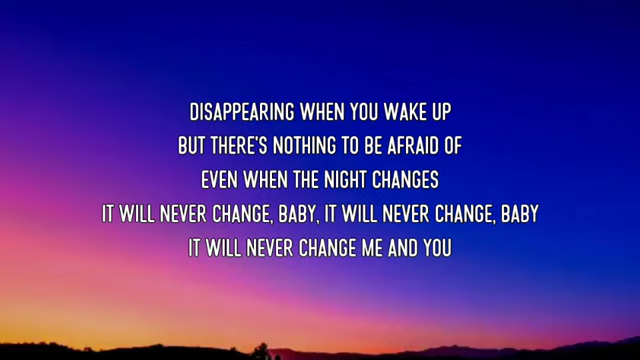 DISAPPEARING WHEN YOU WAKE UP
BUT THERE'S NOTHING TO BE AFRAID OF
EVEN WHEN THE NIGHT CHANGES
IT WILL NEVER CHANGE, BABY, IT WILL NEVER CHANGE, BABY
IT WILL NEVER CHANGE ME AND YOU